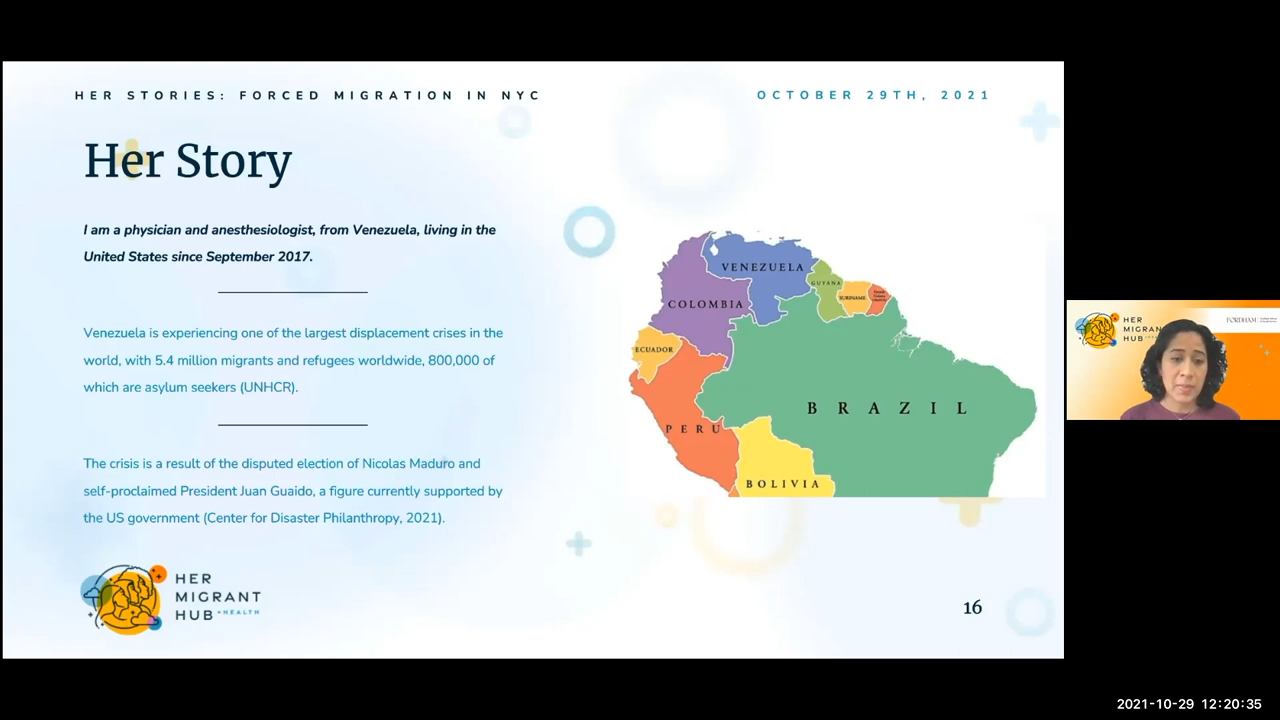 HER STORIES: FORCED MIGRATION IN NYC
OCTOBER 29TH, 2021
Her Story
I am a physician and anesthesiologist, from Venezuela, living in the
United States since September 2017.
Venezuela is experiencing one of the largest displacement crises in the
world, with 5.4 million migrants and refugees worldwide, 800,000 of
which are asylum seekers (UNHCR).
The crisis is a result of the disputed election of Nicolas Maduro and
self-proclaimed President Juan Guaido, a figure currently supported by
the US government (Center for Disaster Philanthropy, 2021).
VENEZUELA
GUYANA
SURINAME
COLOMBIA
ECUADOR
BRAZIL
PERU
BOLIVIA
HER
MIGRANT
HUB +HEALTH
16
HER
MIGRAN
HUB
FORDHAM
2021-10-29 12:20:35